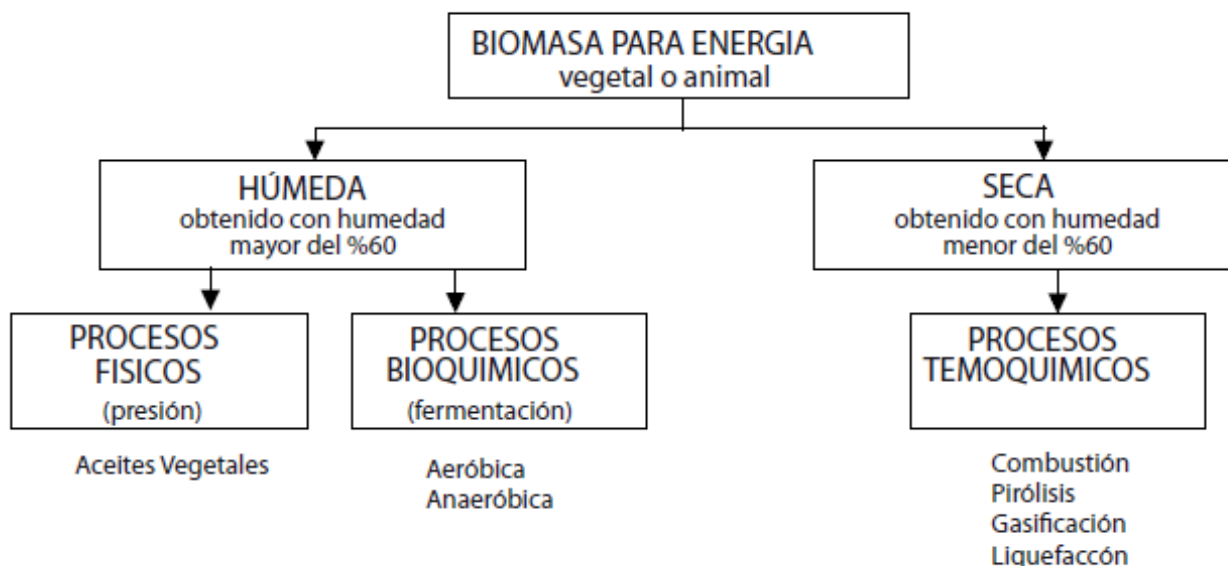 BIOMASA PARA ENERGIA
vegetal o animal
HÚMEDA
obtenido con humedad
mayor del %60
SECA
obtenido con humedad
menor del %60
PROCESOS
FISICOS
(presión)
PROCESOS
BIOQUIMICOS
(fermentación)
PROCESOS
TEMOQUIMICOS
Aceites Vegetales
Aeróbica
Anaeróbica
Combustión
Pirólisis
Gasificación
Liquefaccón